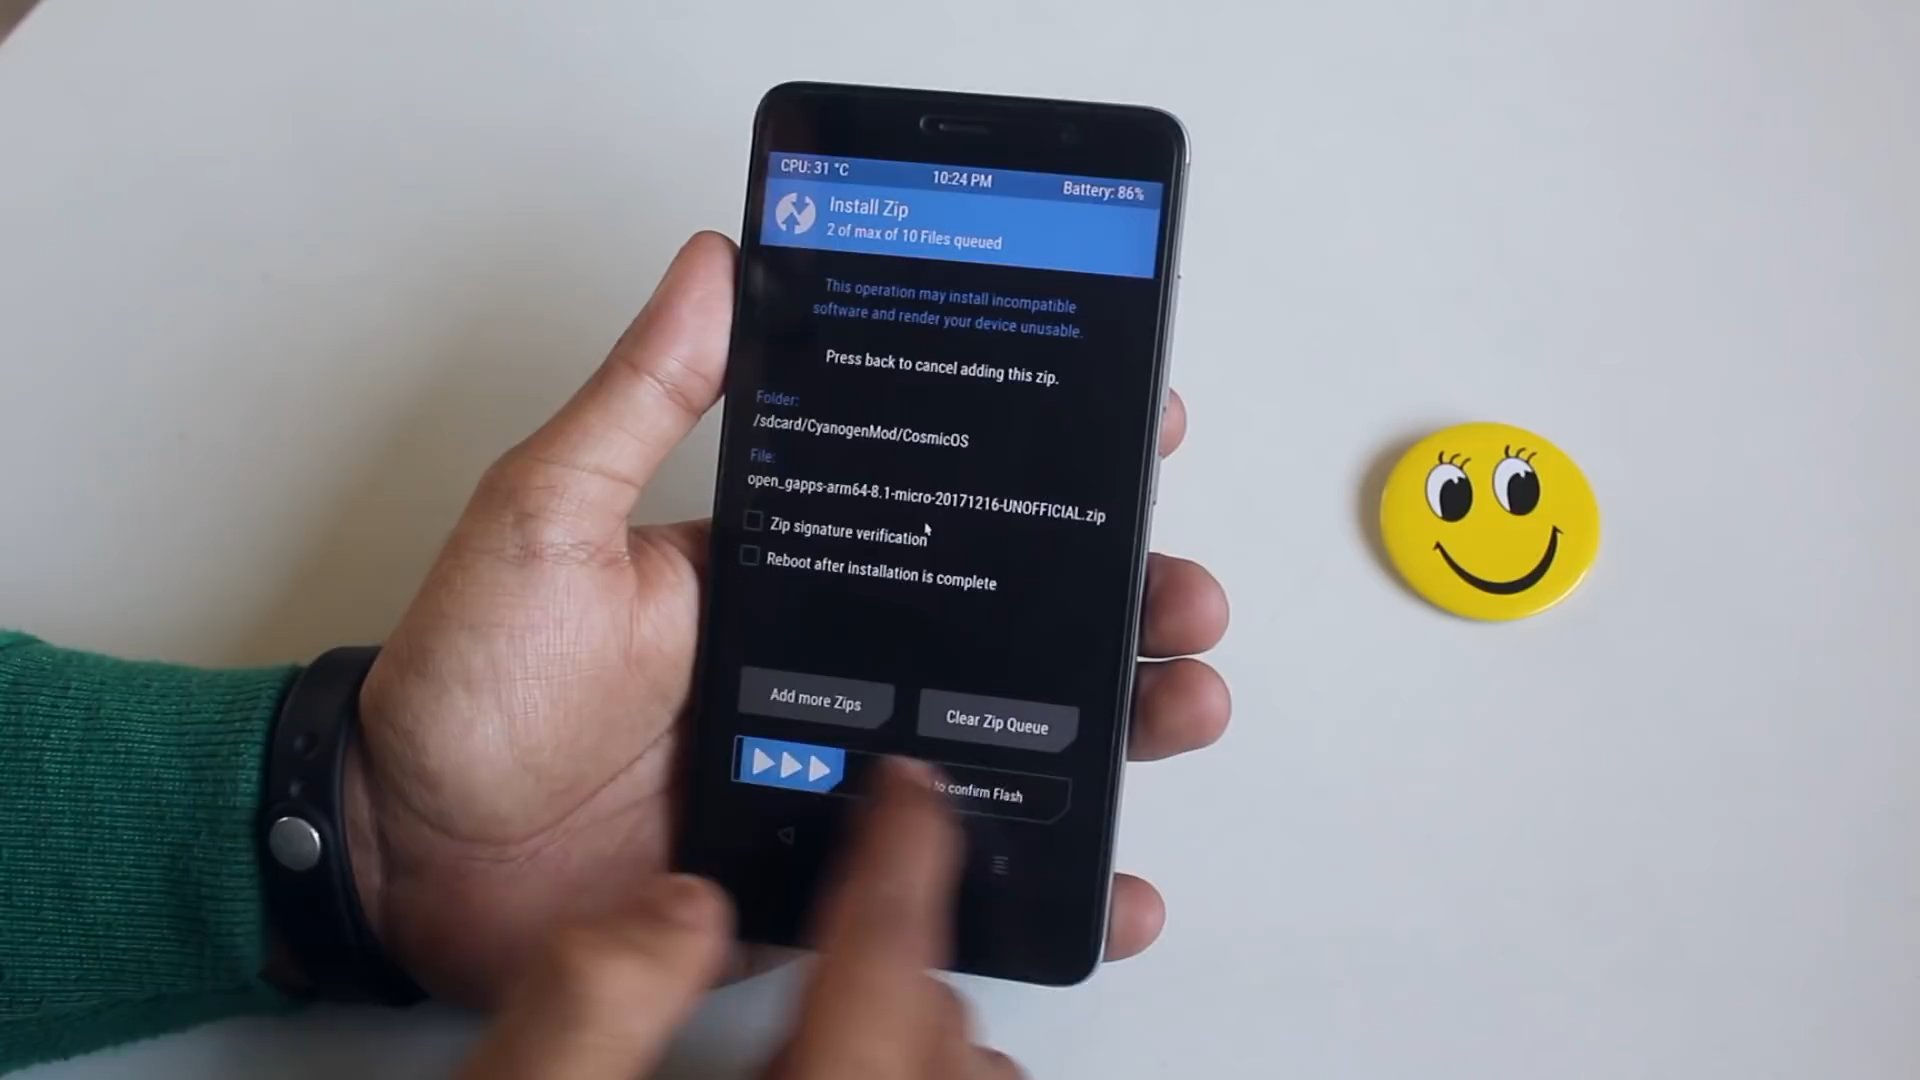 CPU: 31 °C 10:24 PM Battery: 86%
Install Zip
2 of max of 10 Files queued
This operation may install incompatible
software and render your device unusable.
Press back to cancel adding this zip.
Folder:
/sdcard/CyanogenMod/CosmicOS
File:
open_gapps-arm64-8.1-micro-20171216-UNOFFICIAL.zip
Zip signature verification
Reboot after installation is complete
Add more Zips Clear Zip Queue
to confirm Flash